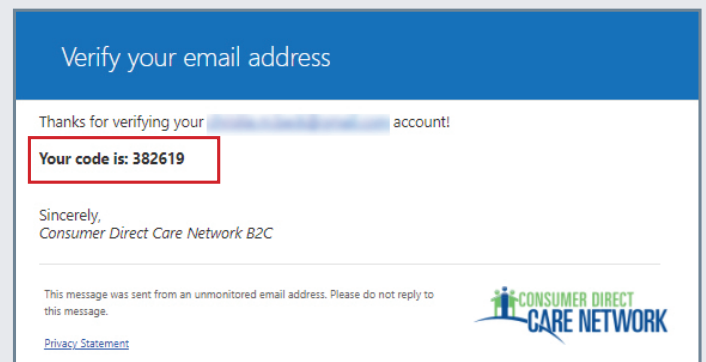 Verify your email address
Thanks for verifying your account!
Your code is: 382619
Sincerely,
Consumer Direct Care Network B2C
This message was sent from an unmonitored email address. Please do not reply to
this message.
Privacy Statement
CONSUMER DIRECT
CARE NETWORK